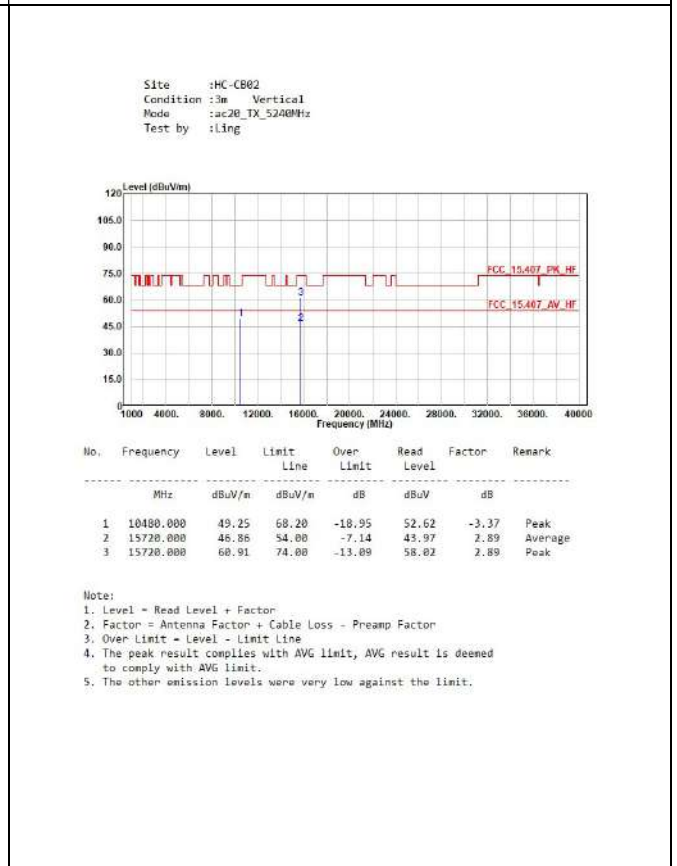 Site :HC-CB02
Condition :3m Vertical
Mode :ac20_TX_5240MHz
Test by :Ling
Level (dBuV/m)
120
105.0
90.0
75.0
60.0
45.0
30.0
15.0
0
FCC_15.407_PK_HF
FCC_15.407_AV_HF
1
2
3
1000 4000. 8000. 12000. 16000. 20000. 24000. 28000. 32000. 36000. 40000
Frequency (MHz)
No. Frequency Level Limit Over Read Factor Remark
Line Limit Level
MHz dBuV/m dBuV/m dB dBuV dB
1 10480.000 49.25 68.20 -18.95 52.62 -3.37 Peak
2 15720.000 46.86 54.00 -7.14 43.97 2.89 Average
3 15720.000 60.91 74.00 -13.09 58.02 2.89 Peak
Note:
1. Level = Read Level + Factor
2. Factor = Antenna Factor + Cable Loss - Preamp Factor
3. Over Limit = Level - Limit Line
4. The peak result complies with AVG limit, AVG result is deemed
to comply with AVG limit.
5. The other emission levels were very low against the limit.